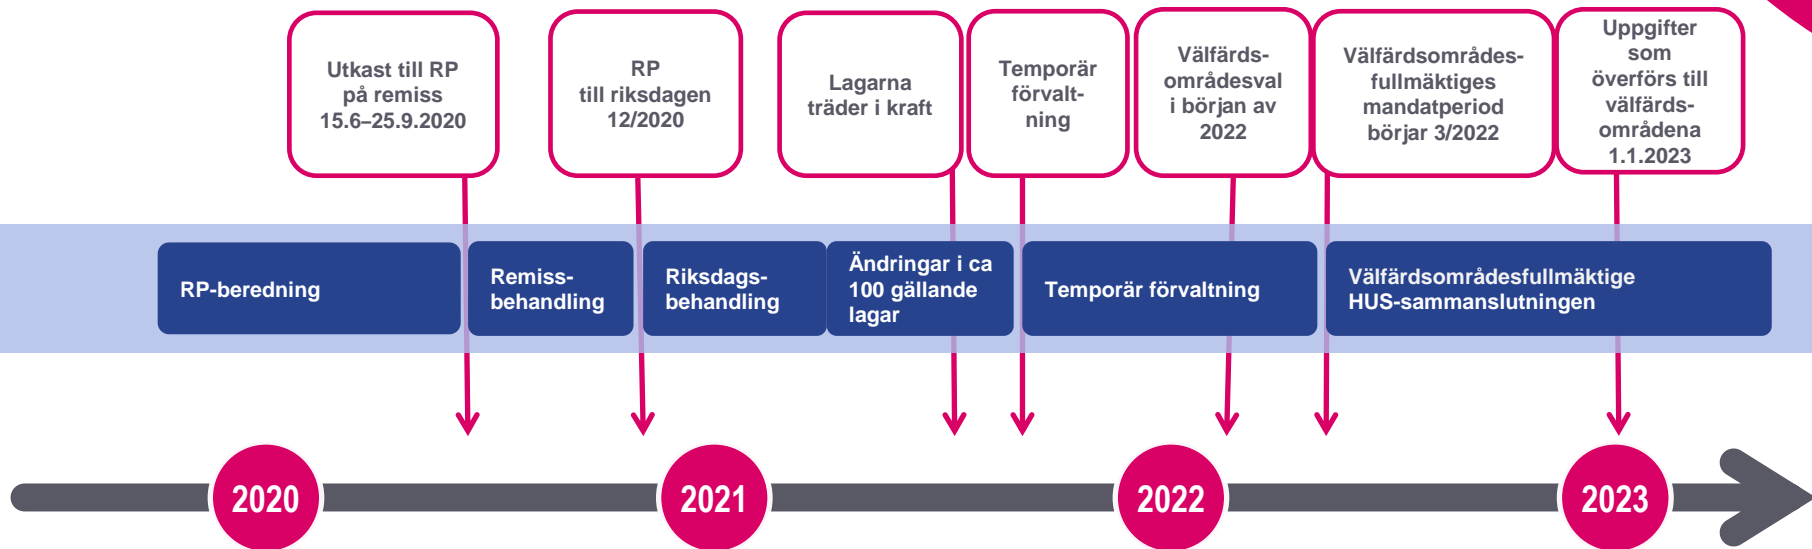 Utkast till RP
på remiss
15.6–25.9.2020
RP
till riksdagen
12/2020
Lagarna
träder i kraft
Temporär
förvalt-
ning
Välfärds-
områdesval
i början av
2022
Välfärdsområdes-
fullmäktiges
mandatperiod
börjar 3/2022
Uppgifter
som
överförs till
välfärds-
områdena
1.1.2023
RP-beredning
Remiss-
behandling
Riksdags-
behandling
Ändringar i ca
100 gällande
lagar
Temporär förvaltning
Välfärdsområdesfullmäktige
HUS-sammanslutningen
2020
2021
2022
2023